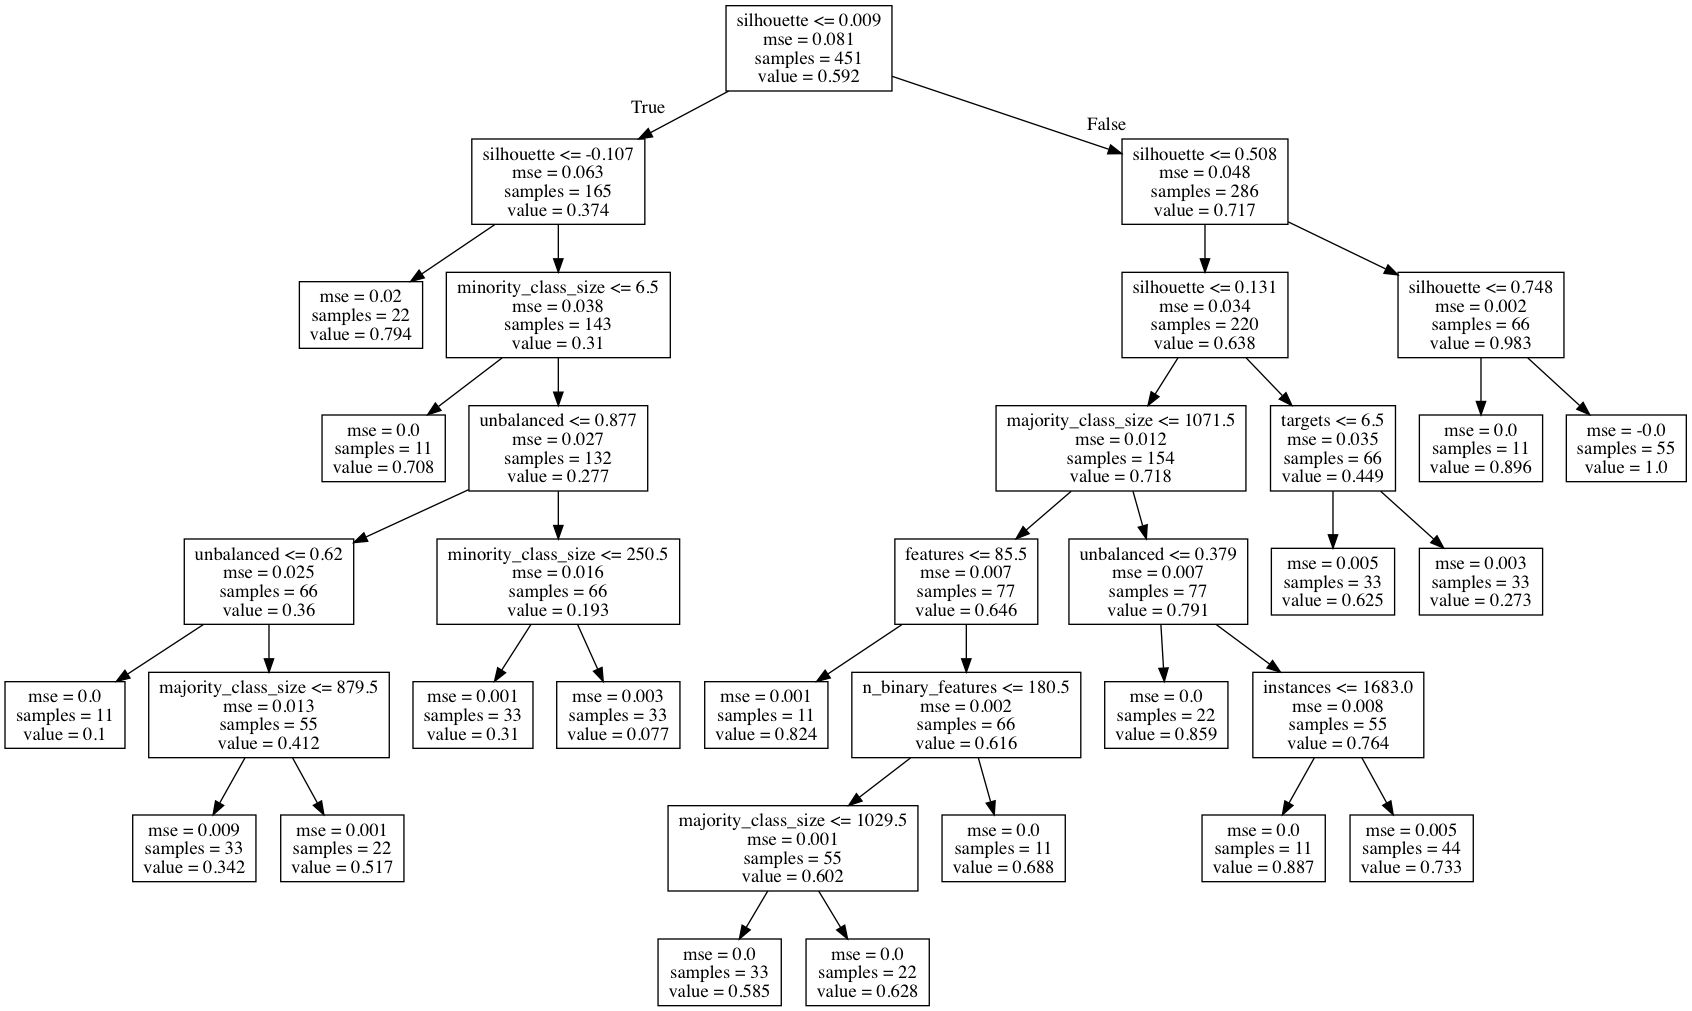 silhouette <= 0.009
mse = 0.081
samples = 451
value = 0.592
True
False
silhouette <= -0.107
mse = 0.063
samples = 165
value = 0.374
silhouette <= 0.508
mse = 0.048
samples = 286
value = 0.717
mse = 0.02
samples = 22
value = 0.794
minority_class_size <= 6.5
mse = 0.038
samples = 143
value = 0.31
silhouette <= 0.131
mse = 0.034
samples = 220
value = 0.638
silhouette <= 0.748
mse = 0.002
samples = 66
value = 0.983
mse = 0.0
samples = 11
value = 0.708
unbalanced <= 0.877
mse = 0.027
samples = 132
value = 0.277
majority_class_size <= 1071.5
mse = 0.012
samples = 154
value = 0.718
targets <= 6.5
mse = 0.035
samples = 66
value = 0.449
mse = 0.0
samples = 11
value = 0.896
mse = -0.0
samples = 55
value = 1.0
unbalanced <= 0.62
mse = 0.025
samples = 66
value = 0.36
minority_class_size <= 250.5
mse = 0.016
samples = 66
value = 0.193
features <= 85.5
mse = 0.007
samples = 77
value = 0.646
unbalanced <= 0.379
mse = 0.007
samples = 77
value = 0.791
mse = 0.005
samples = 33
value = 0.625
mse = 0.003
samples = 33
value = 0.273
mse = 0.0
samples = 11
value = 0.1
majority_class_size <= 879.5
mse = 0.013
samples = 55
value = 0.412
mse = 0.001
samples = 33
value = 0.31
mse = 0.003
samples = 33
value = 0.077
mse = 0.001
samples = 11
value = 0.824
n_binary_features <= 180.5
mse = 0.002
samples = 66
value = 0.616
mse = 0.0
samples = 22
value = 0.859
instances <= 1683.0
mse = 0.008
samples = 55
value = 0.764
mse = 0.009
samples = 33
value = 0.342
mse = 0.001
samples = 22
value = 0.517
majority_class_size <= 1029.5
mse = 0.001
samples = 55
value = 0.602
mse = 0.0
samples = 11
value = 0.688
mse = 0.0
samples = 11
value = 0.887
mse = 0.005
samples = 44
value = 0.733
mse = 0.0
samples = 33
value = 0.585
mse = 0.0
samples = 22
value = 0.628